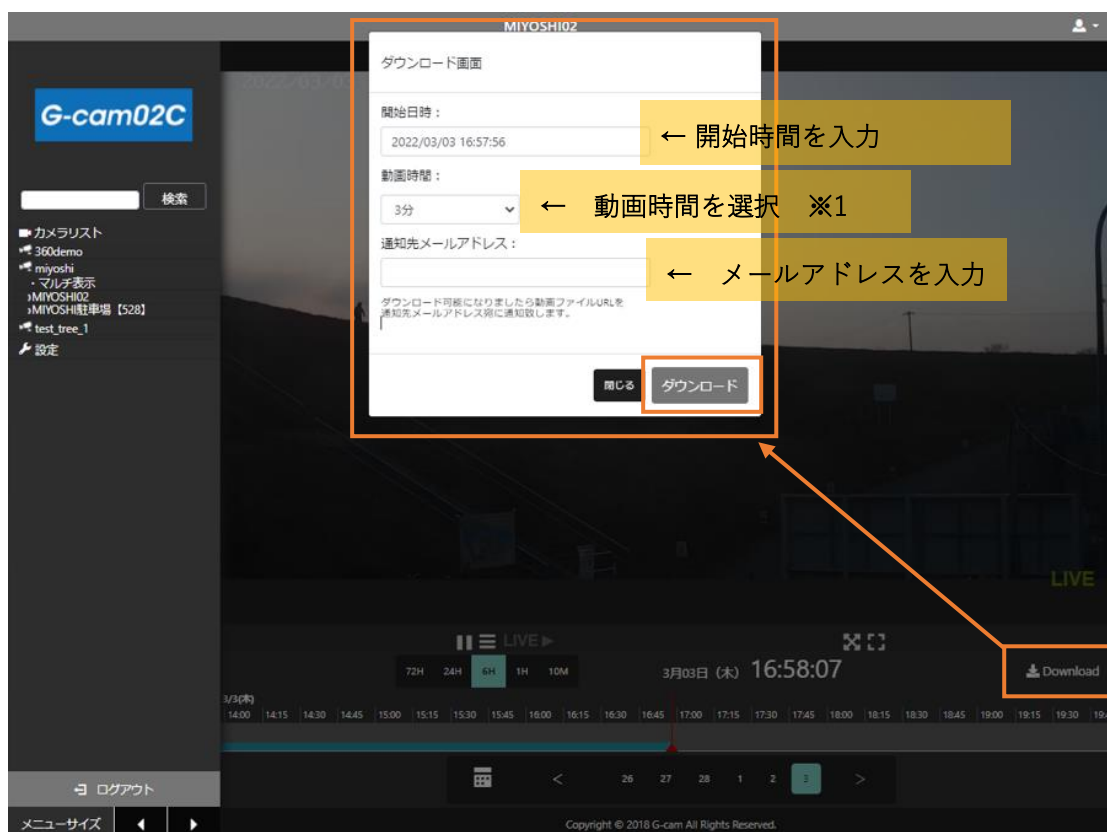 MIYOSHI02
G-cam02C
検索
カメラリスト
360demo
miyoshi
・マルチ表示
›MIYOSHI02
›MIYOSHI駐車場【528】
test_tree_1
設定
ログアウト
メニューサイズ
ダウンロード画面
開始日時：
2022/03/03 16:57:56
← 開始時間を入力
動画時間：
3分
← 動画時間を選択 ※1
通知先メールアドレス：
← メールアドレスを入力
ダウンロード可能になりましたら動画ファイルURLを
通知先メールアドレス宛に通知致します。
閉じる ダウンロード
LIVE
LIVE
72H 24H 6H 1H 10M
3月03日（木） 16:58:07
Download
3/3(木)
14:00 14:15 14:30 14:45 15:00 15:15 15:30 15:45 16:00 16:15 16:30 16:45 17:00 17:15 17:30 17:45 18:00 18:15 18:30 18:45 19:00 19:15 19:30
< 26 27 28 1 2 3 >
Copyright © 2018 G-cam All Rights Reserved.